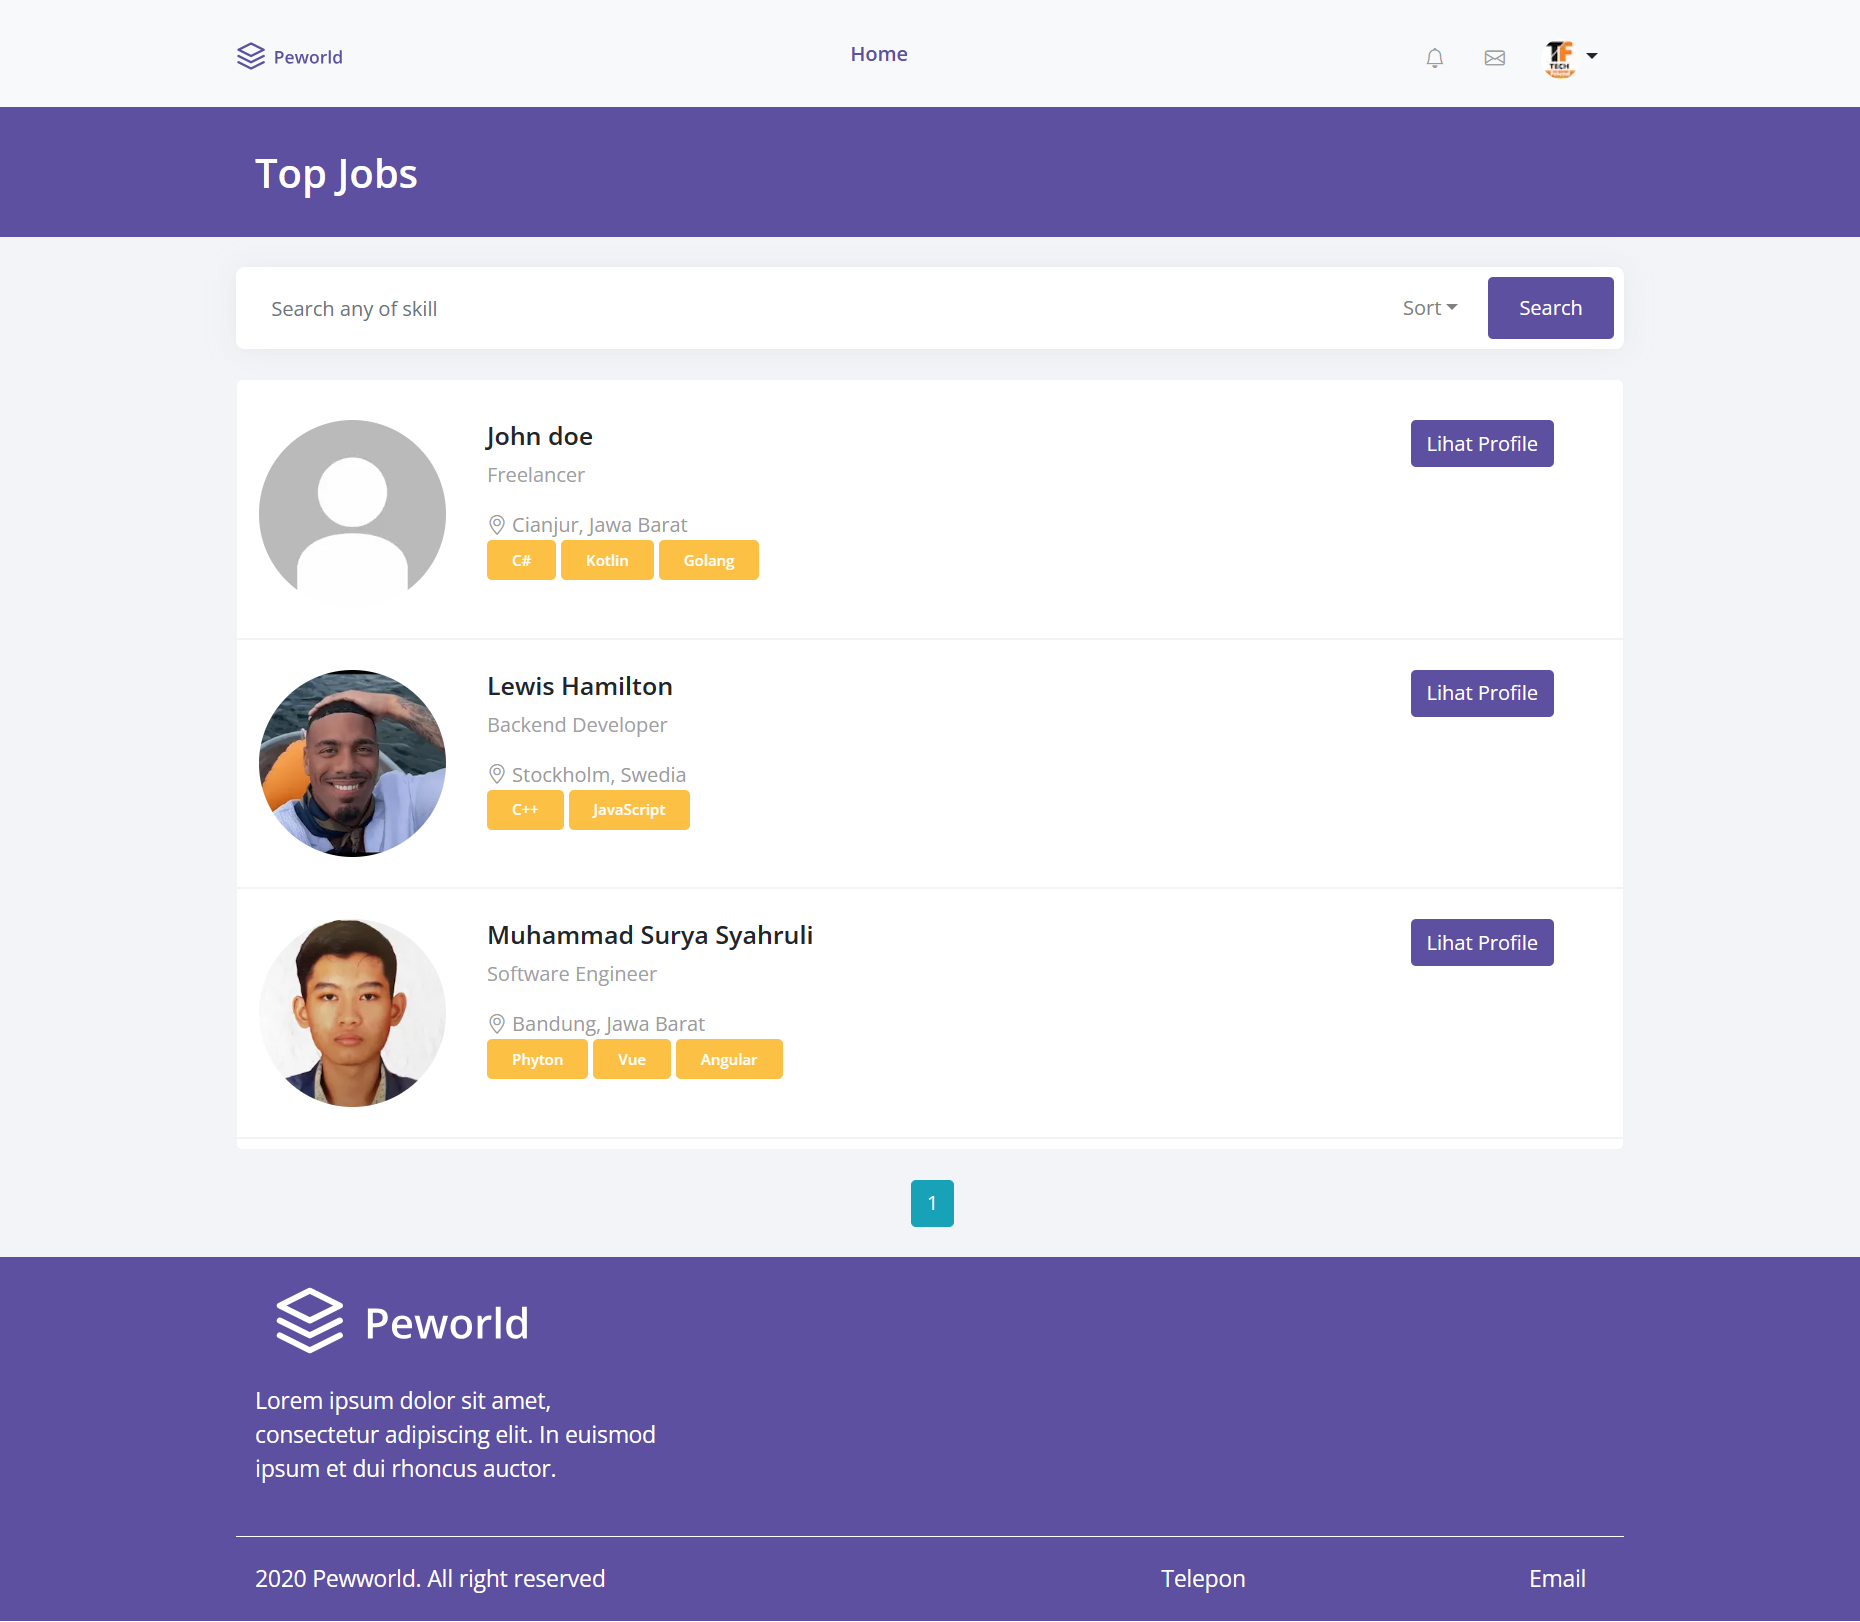 Peworld
Home
TF
TECH
Top Jobs
Search any of skill
Sort
Search
John doe
Lihat Profile
Freelancer
Cianjur, Jawa Barat
C#
Kotlin
Golang
Lewis Hamilton
Lihat Profile
Backend Developer
Stockholm, Swedia
C++
JavaScript
Muhammad Surya Syahruli
Lihat Profile
Software Engineer
Bandung, Jawa Barat
Phyton
Vue
Angular
1
Peworld
Lorem ipsum dolor sit amet,
consectetur adipiscing elit. In euismod
ipsum et dui rhoncus auctor.
2020 Pewworld. All right reserved
Telepon
Email